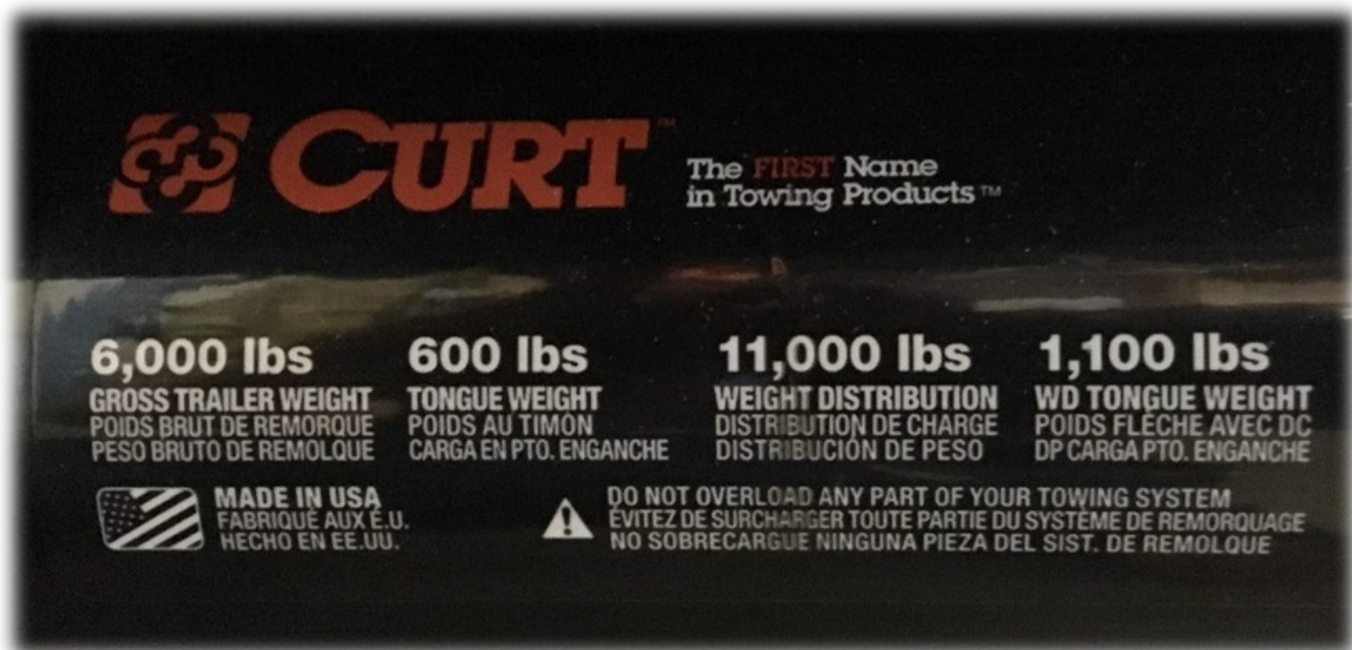 CURT™
The FIRST Name
in Towing Products™
6,000 lbs
GROSS TRAILER WEIGHT
POIDS BRUT DE REMORQUE
PESO BRUTO DE REMOLQUE
600 lbs
TONGUE WEIGHT
POIDS AU TIMON
CARGA EN PTO. ENGANCHE
11,000 lbs
WEIGHT DISTRIBUTION
DISTRIBUTION DE CHARGE
DISTRIBUCIÓN DE PESO
1,100 lbs
WD TONGUE WEIGHT
POIDS FLÈCHE AVEC DC
DP CARGA PTO. ENGANCHE
MADE IN USA
FABRIQUÉ AUX É.U.
HECHO EN EE.UU.
DO NOT OVERLOAD ANY PART OF YOUR TOWING SYSTEM
ÉVITEZ DE SURCHARGER TOUTE PARTIE DU SYSTÈME DE REMORQUAGE
NO SOBRECARGUE NINGUNA PIEZA DEL SIST. DE REMOLQUE